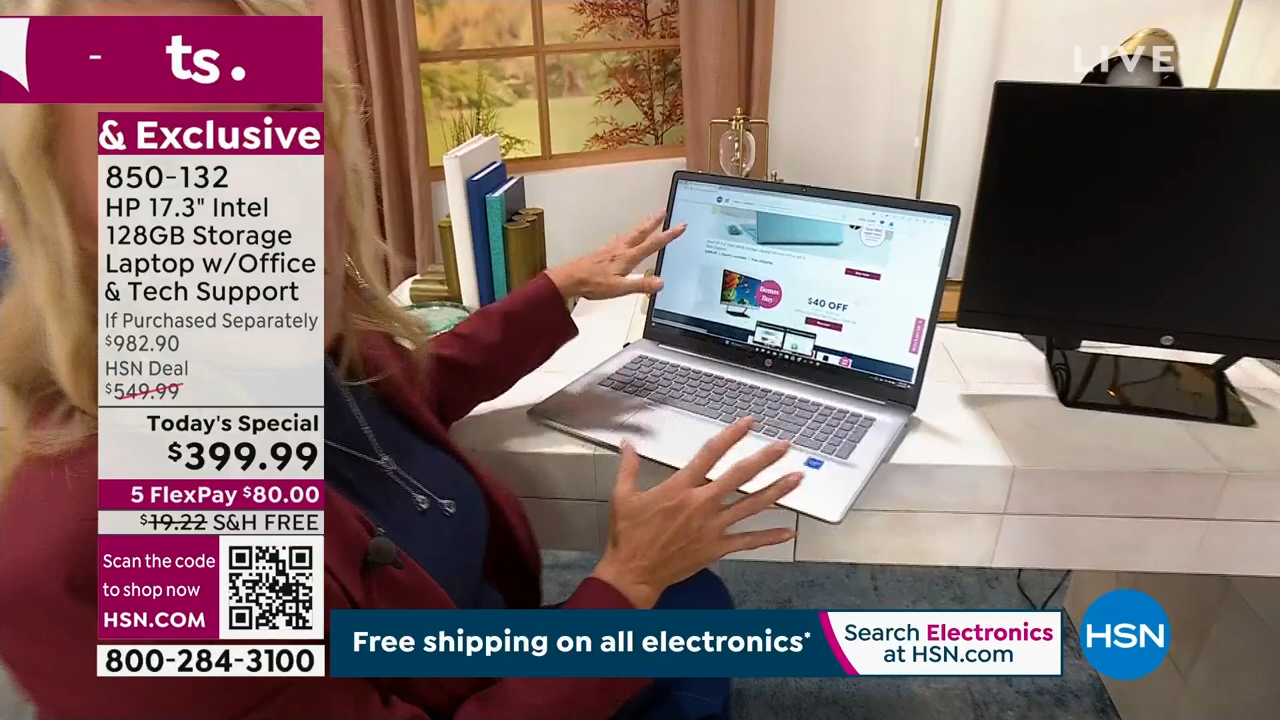 - ts.
& Exclusive
850-132
HP 17.3" Intel
128GB Storage
Laptop w/Office
& Tech Support
If Purchased Separately
$982.90
HSN Deal
$549.99
Today's Special
$399.99
5 FlexPay $80.00
$19.22 S&H FREE
Scan the code
to shop now
HSN.COM
800-284-3100
LIVE
Bonus
Buy
$40 OFF
Free shipping on all electronics*
Search Electronics
at HSN.com
HSN